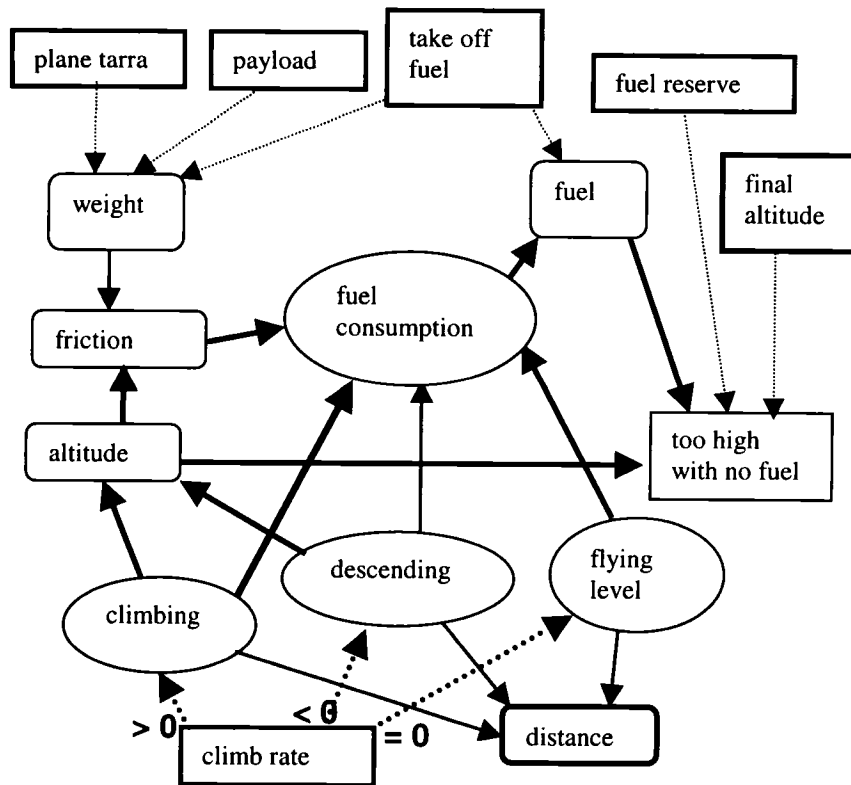 plane tarra
payload
take off
fuel
fuel reserve
final
altitude
weight
fuel
fuel
consumption
friction
altitude
too high
with no fuel
climbing
descending
flying
level
> 0
< 0
= 0
climb rate
distance